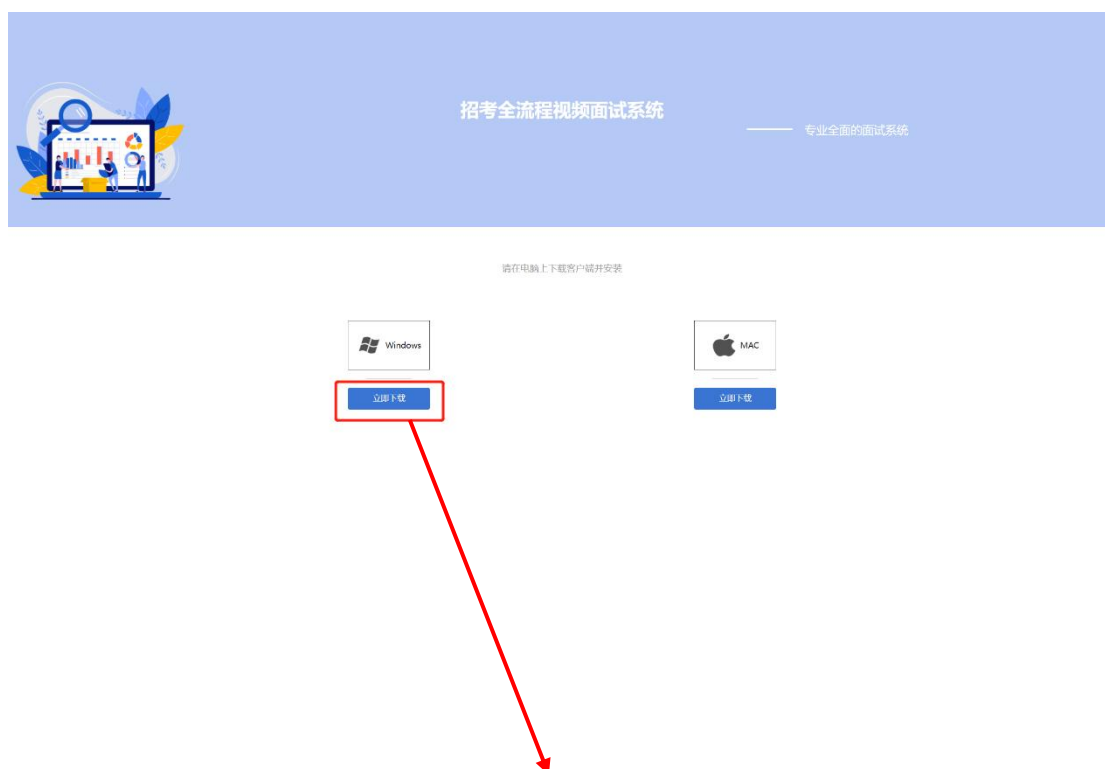 招考全流程视频面试系统
专业全面的面试系统
请在电脑上下载客户端并安装
Windows
MAC
立即下载
立即下载